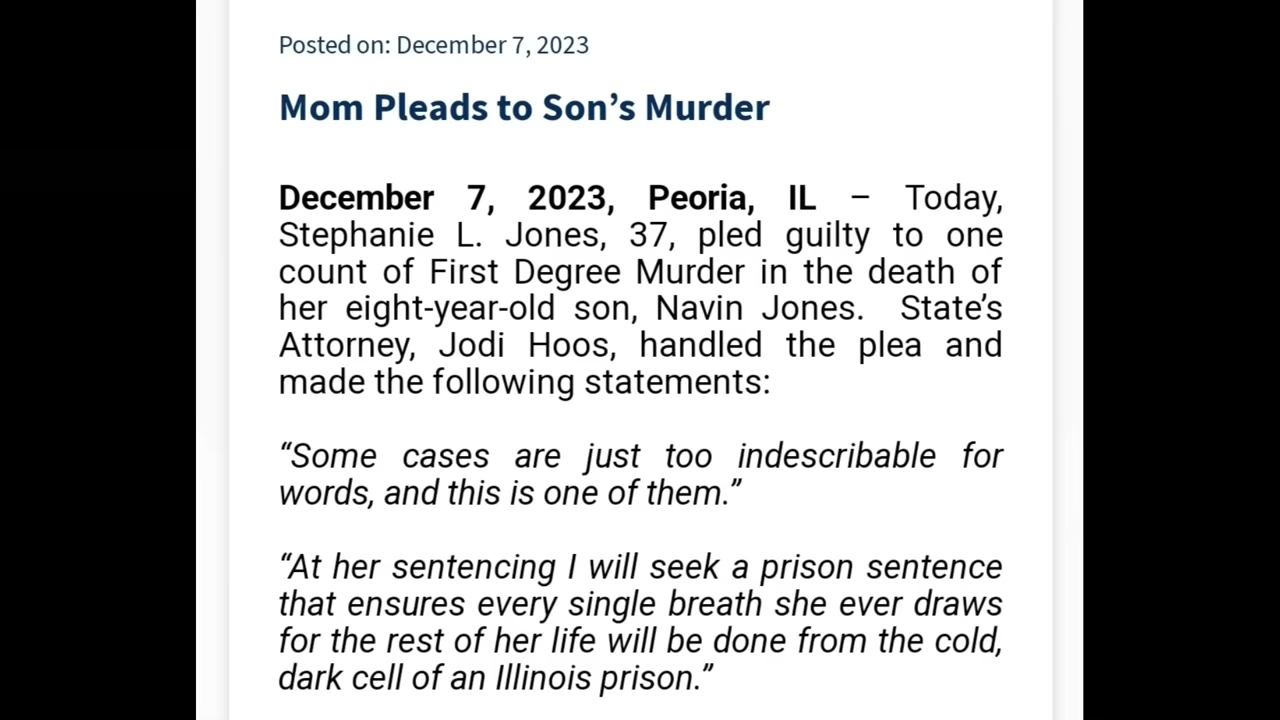 Posted on: December 7, 2023
Mom Pleads to Son’s Murder
December 7, 2023, Peoria, IL – Today,
Stephanie L. Jones, 37, pled guilty to one
count of First Degree Murder in the death of
her eight-year-old son, Navin Jones. State’s
Attorney, Jodi Hoos, handled the plea and
made the following statements:
“Some cases are just too indescribable for
words, and this is one of them.”
“At her sentencing I will seek a prison sentence
that ensures every single breath she ever draws
for the rest of her life will be done from the cold,
dark cell of an Illinois prison.”